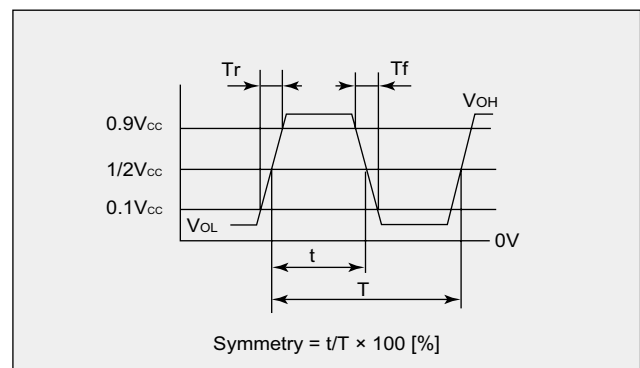 Tr Tf
VOH
0.9Vcc
1/2Vcc
0.1Vcc
VOL
0V
t
T
Symmetry = t/T × 100 [%]